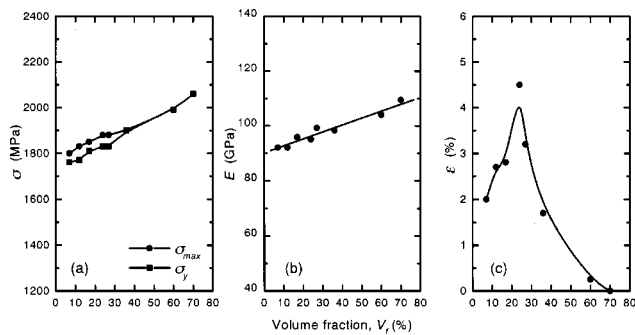 2400
2200
2000
1800
1600
1400
1200
σ (MPa)
0 10 20 30 40 50 60 70 80
(a)
σmax
σy
140
120
100
80
60
40
E (GPa)
0 10 20 30 40 50 60 70 80
(b)
Volume fraction, Vf (%)
6
5
4
3
2
1
0
ε (%)
0 10 20 30 40 50 60 70 80
(c)